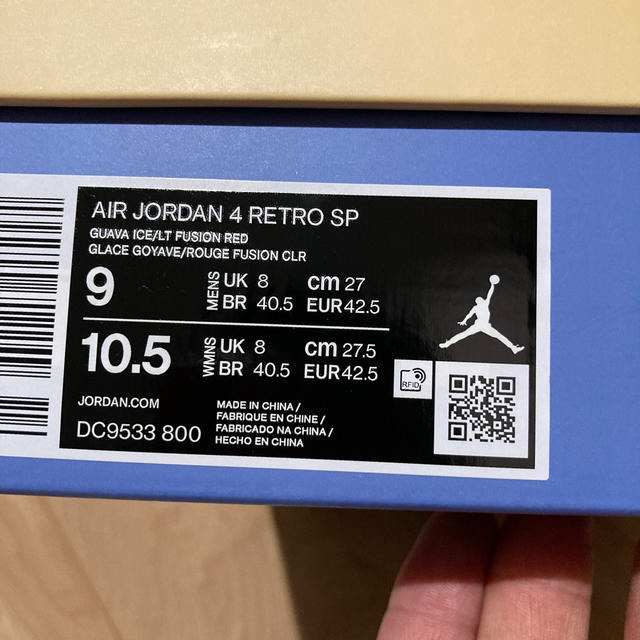 AIR JORDAN 4 RETRO SP
GUAVA ICE/LT FUSION RED
GLACE GOYAVE/ROUGE FUSION CLR
9 MENS UK 8 cm 27
BR 40.5 EUR 42.5
10.5 WMNS UK 8 cm 27.5
BR 40.5 EUR 42.5
RFID
JORDAN.COM
DC9533 800
MADE IN CHINA /
FABRIQUE EN CHINE /
FABRICADO NA CHINA /
HECHO EN CHINA